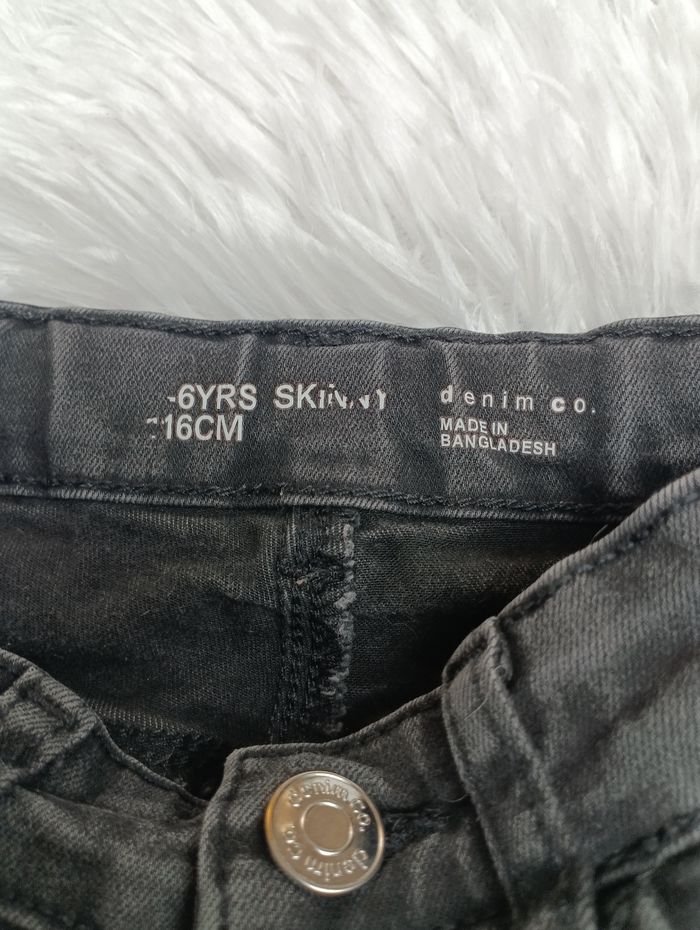 -6YRS SKINNY
116CM
denim co.
MADE IN
BANGLADESH
denim co.
denim co.